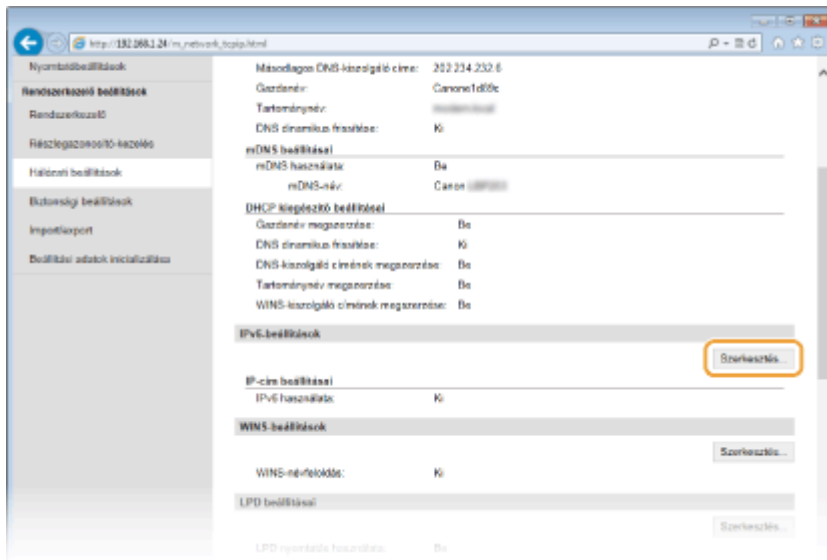 http://192.168.1.24/m_network_tcpip.html
Nyomtatóbeállítások
Rendszerkezelő beállítások
Rendszerkezelő
Részlegazonosító-kezelés
Hálózati beállítások
Biztonsági beállítások
Import/export
Beállítási adatok inicializálása
Másodlagos DNS-kiszolgáló címe: 202.234.232.6
Gazdanév: Canone1d69c
Tartománynév:
DNS dinamikus frissítése: Ki
mDNS beállításai
mDNS használata: Be
mDNS-név: Canon
DHCP kiegészítő beállításai
Gazdanév megszerzése: Be
DNS dinamikus frissítése: Ki
DNS-kiszolgáló címének megszerzése: Be
Tartománynév megszerzése: Be
WINS-kiszolgáló címének megszerzése: Be
IPv6-beállítások
Szerkesztés...
IP-cím beállításai
IPv6 használata: Ki
WINS-beállítások
Szerkesztés...
WINS-névfeloldás: Ki
LPD beállításai
Szerkesztés...
LPD nyomtatás használata: Be